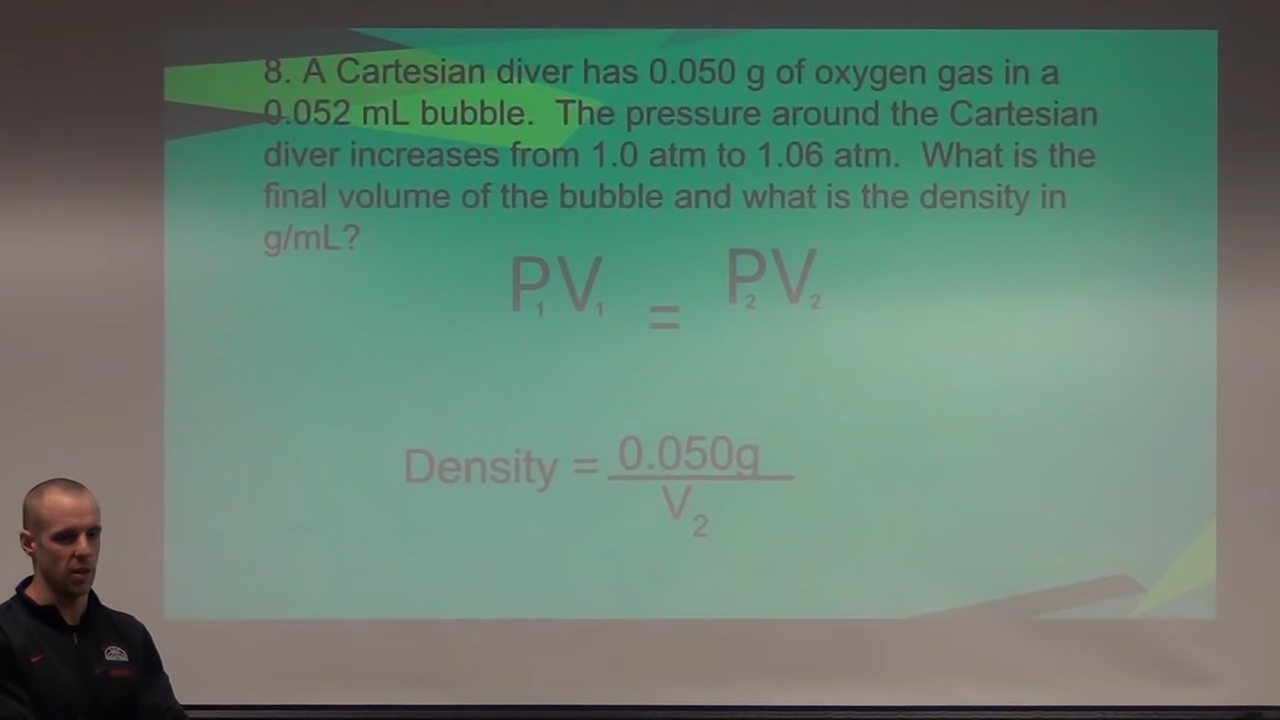 8. A Cartesian diver has 0.050 g of oxygen gas in a
0.052 mL bubble. The pressure around the Cartesian
diver increases from 1.0 atm to 1.06 atm. What is the
final volume of the bubble and what is the density in
g/mL?
P₁V₁ = P₂V₂
Density = 0.050g
V₂